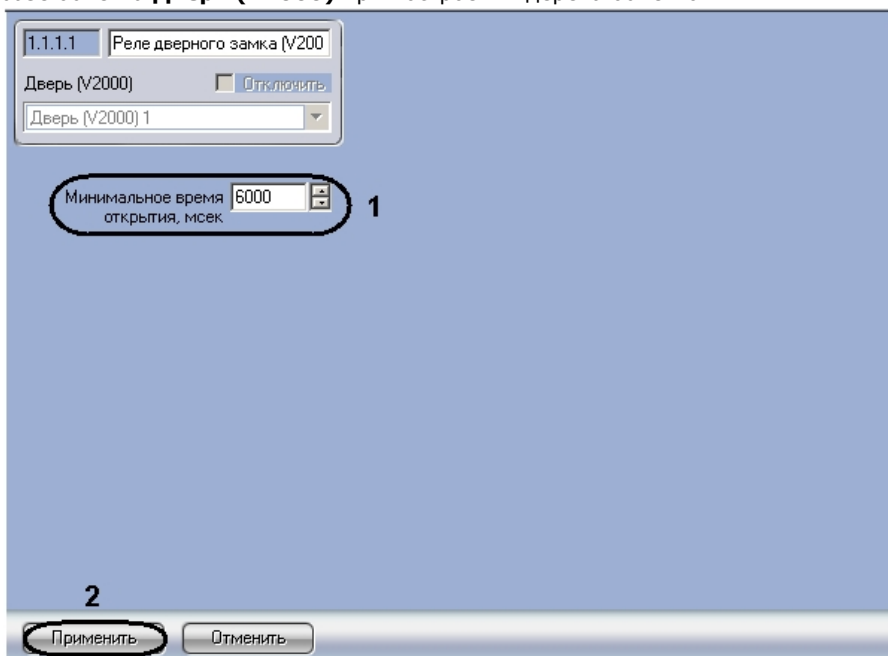 1.1.1.1 Реле дверного замка (V200
Дверь (V2000) Отключить
Дверь (V2000) 1
Минимальное время 6000
открытия, мсек
1
2
Применить Отменить